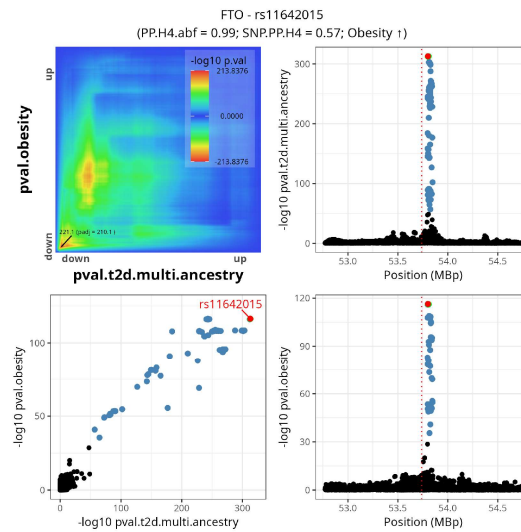 FTO - rs11642015
(PP.H4.abf = 0.99; SNP.PP.H4 = 0.57; Obesity ↑)
-log10 p.val
213.8376
0.0000
-213.8376
up
pval.obesity
down
221.1 (padj = 210.1 )
down
up
pval.t2d.multi.ancestry
-log10 pval.t2d.multi.ancestry
300
200
100
0
53.0
53.5
54.0
54.5
Position (MBp)
rs11642015
-log10 pval.obesity
100
50
0
0
100
200
300
-log10 pval.t2d.multi.ancestry
-log10 pval.obesity
120
90
60
30
0
53.0
53.5
54.0
54.5
Position (MBp)